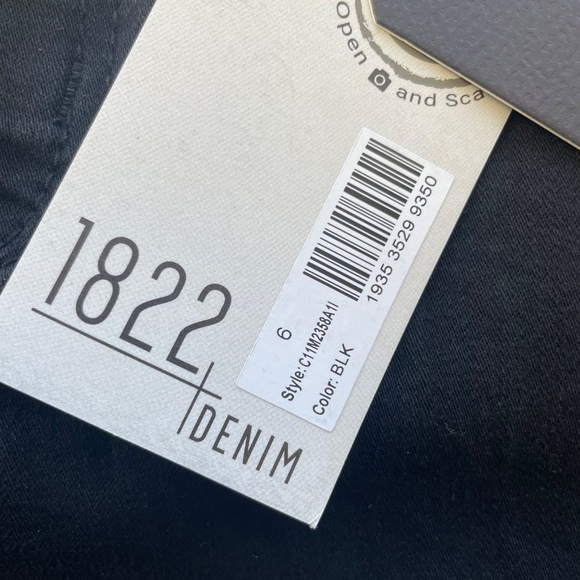 Open and Sca
1822
DENIM
1935 3529 9350
6
Style:C11M2358A1I
Color: BLK